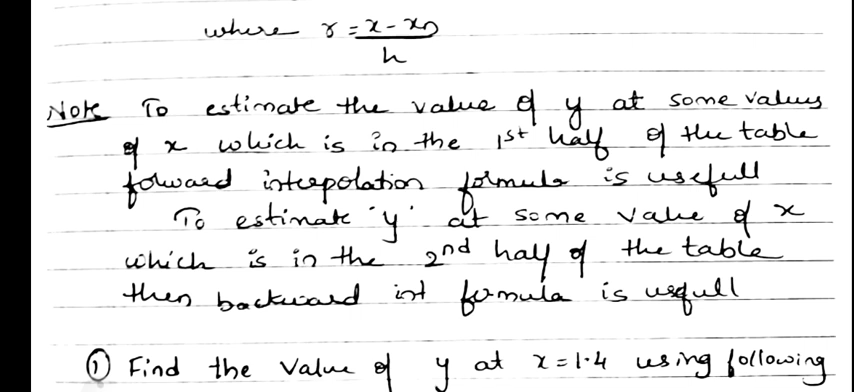 where r = x - xn
h
Note To estimate the value of y at some values
of x which is in the 1st half of the table
forward interpolation formula is usefull
To estimate 'y' at some value of x
which is in the 2nd half of the table
then backward int formula is usefull
① Find the value of y at x = 1.4 using following